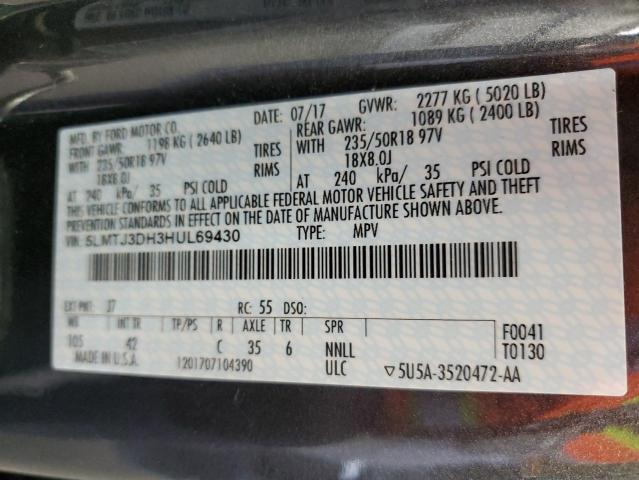 MFD. BY FORD MOTOR CO.
DATE: 07/17 GVWR: 2277 KG ( 5020 LB)
FRONT GAWR: 1198 KG ( 2640 LB)
REAR GAWR: 1089 KG ( 2400 LB)
WITH 235/50R18 97V TIRES
WITH 235/50R18 97V TIRES
18X8.0J RIMS
18X8.0J RIMS
AT 240 kPa/ 35 PSI COLD
AT 240 kPa/ 35 PSI COLD
THIS VEHICLE CONFORMS TO ALL APPLICABLE FEDERAL MOTOR VEHICLE SAFETY AND THEFT
PREVENTION STANDARDS IN EFFECT ON THE DATE OF MANUFACTURE SHOWN ABOVE.
VIN: 5LMTJ3DH3HUL69430 TYPE: MPV
EXT PNT: J7 RC: 55 DSO:
WB INT TR TP/PS R AXLE TR SPR
105 42 C 35 6 NNLL
F0041
T0130
MADE IN U.S.A. 1201707104390 ULC ▽5U5A-3520472-AA